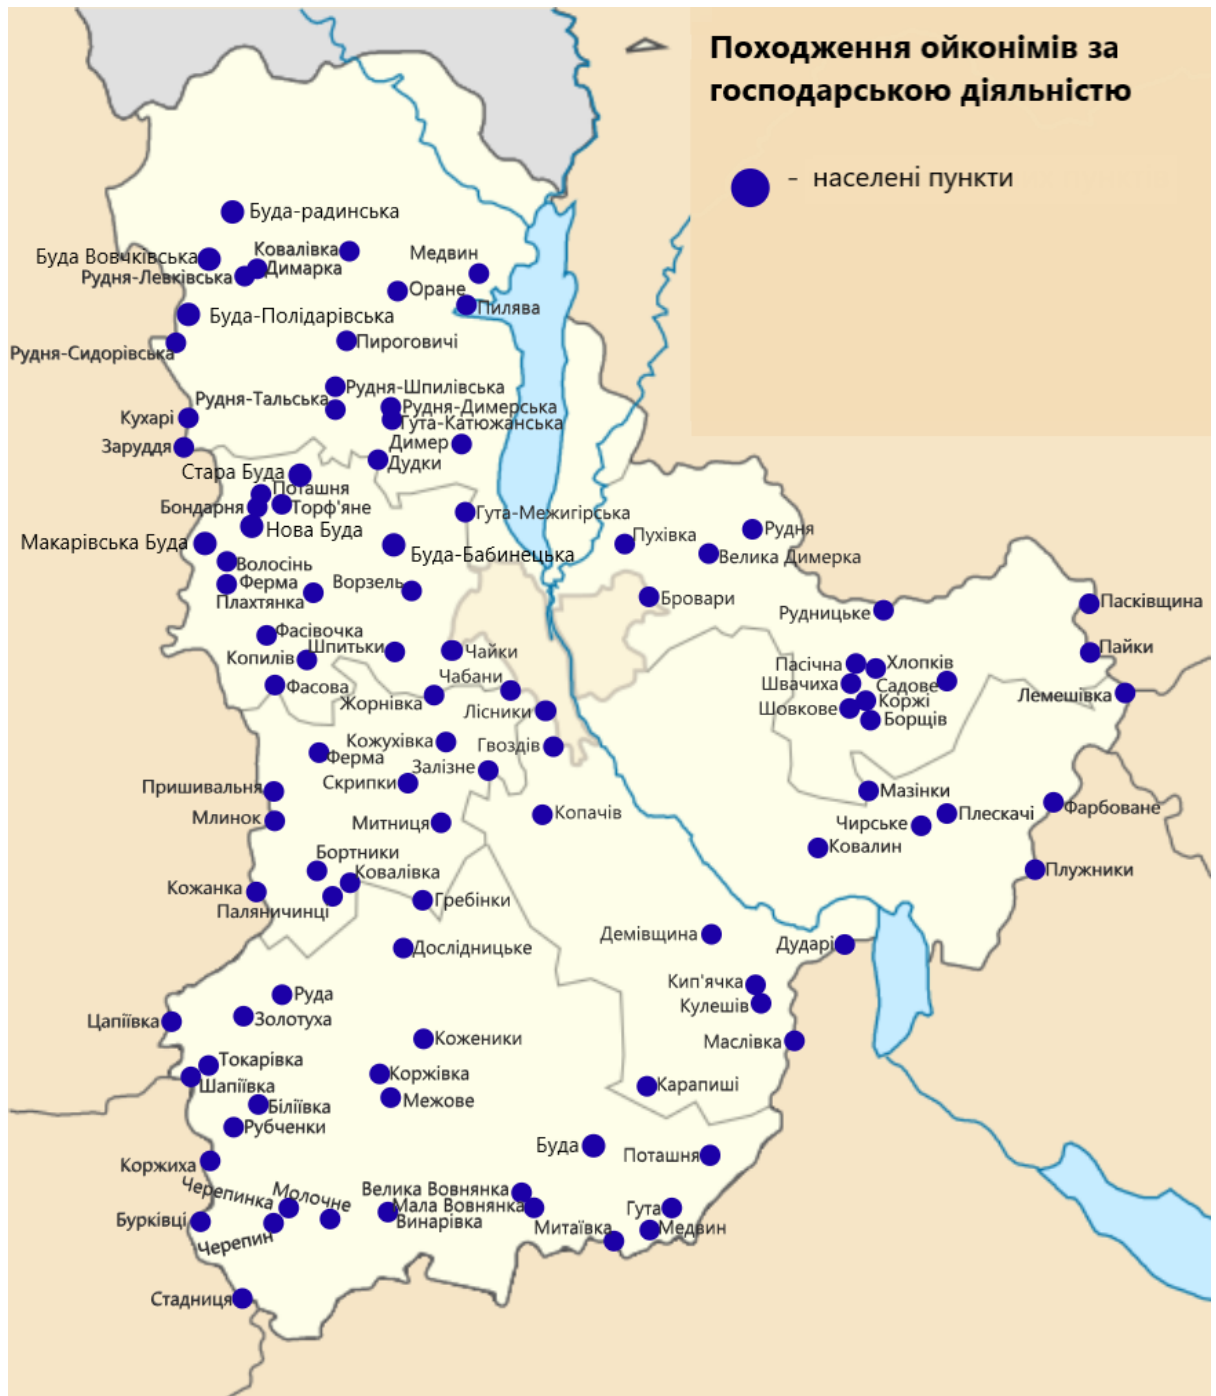 Походження ойконімів за
господарською діяльністю
- населені пункти
Буда-радинська
Буда Вовчківська
Ковалівка
Димарка
Рудня-Левківська
Медвин
Оране
Пилява
Буда-Полідарівська
Рудня-Сидорівська
Пироговичі
Рудня-Шпилівська
Рудня-Тальська
Рудня-Димерська
Гута-Катюжанська
Кухарі
Заруддя
Димер
Дудки
Стара Буда
Поташня
Бондарня
Торф'яне
Нова Буда
Гута-Межигірська
Макарівська Буда
Буда-Бабинецька
Волосінь
Ферма
Плахтянка
Ворзель
Пухівка
Рудня
Велика Димерка
Бровари
Рудницьке
Пасківщина
Пайки
Фасівочка
Шпитьки
Копилів
Чайки
Чабани
Фасова
Жорнівка
Лісники
Пасічна
Хлопків
Швачиха
Садове
Коржі
Шовкове
Борщів
Лемешівка
Кожухівка
Ферма
Гвоздів
Залізне
Скрипки
Пришивальня
Млинок
Митниця
Копачів
Мазінки
Плескачі
Чирське
Фарбоване
Ковалин
Плужники
Бортники
Ковалівка
Кожанка
Паляничинці
Гребінки
Дослідницьке
Демівщина
Дударі
Кип'ячка
Кулешів
Маслівка
Руда
Золотуха
Цапіївка
Коженики
Токарівка
Шапіївка
Коржівка
Межове
Карапиші
Біліївка
Рубченки
Коржиха
Буда
Поташня
Черепинка
Молочне
Велика Вовнянка
Мала Вовнянка
Винарівка
Бурківці
Черепин
Митаївка
Гута
Медвин
Стадниця